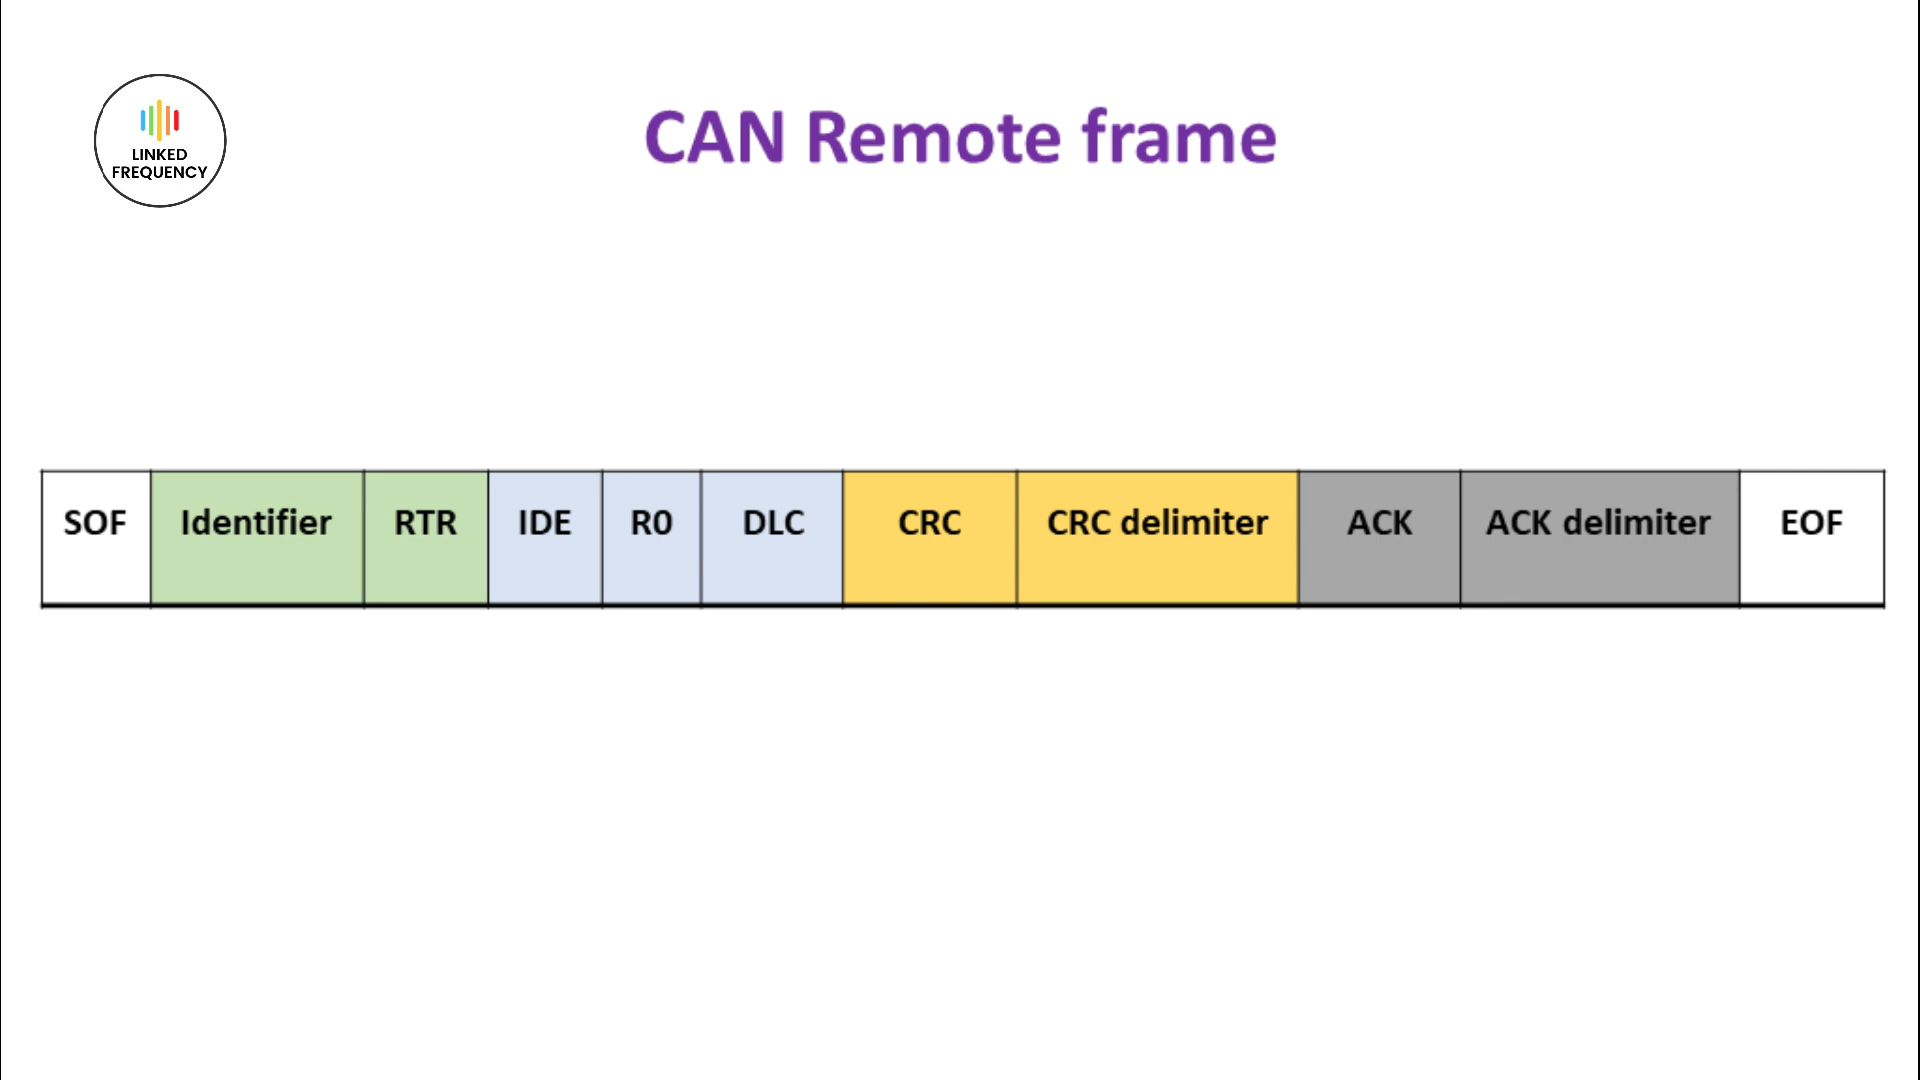 LINKED
FREQUENCY
CAN Remote frame
SOF Identifier RTR IDE R0 DLC CRC CRC delimiter ACK ACK delimiter EOF